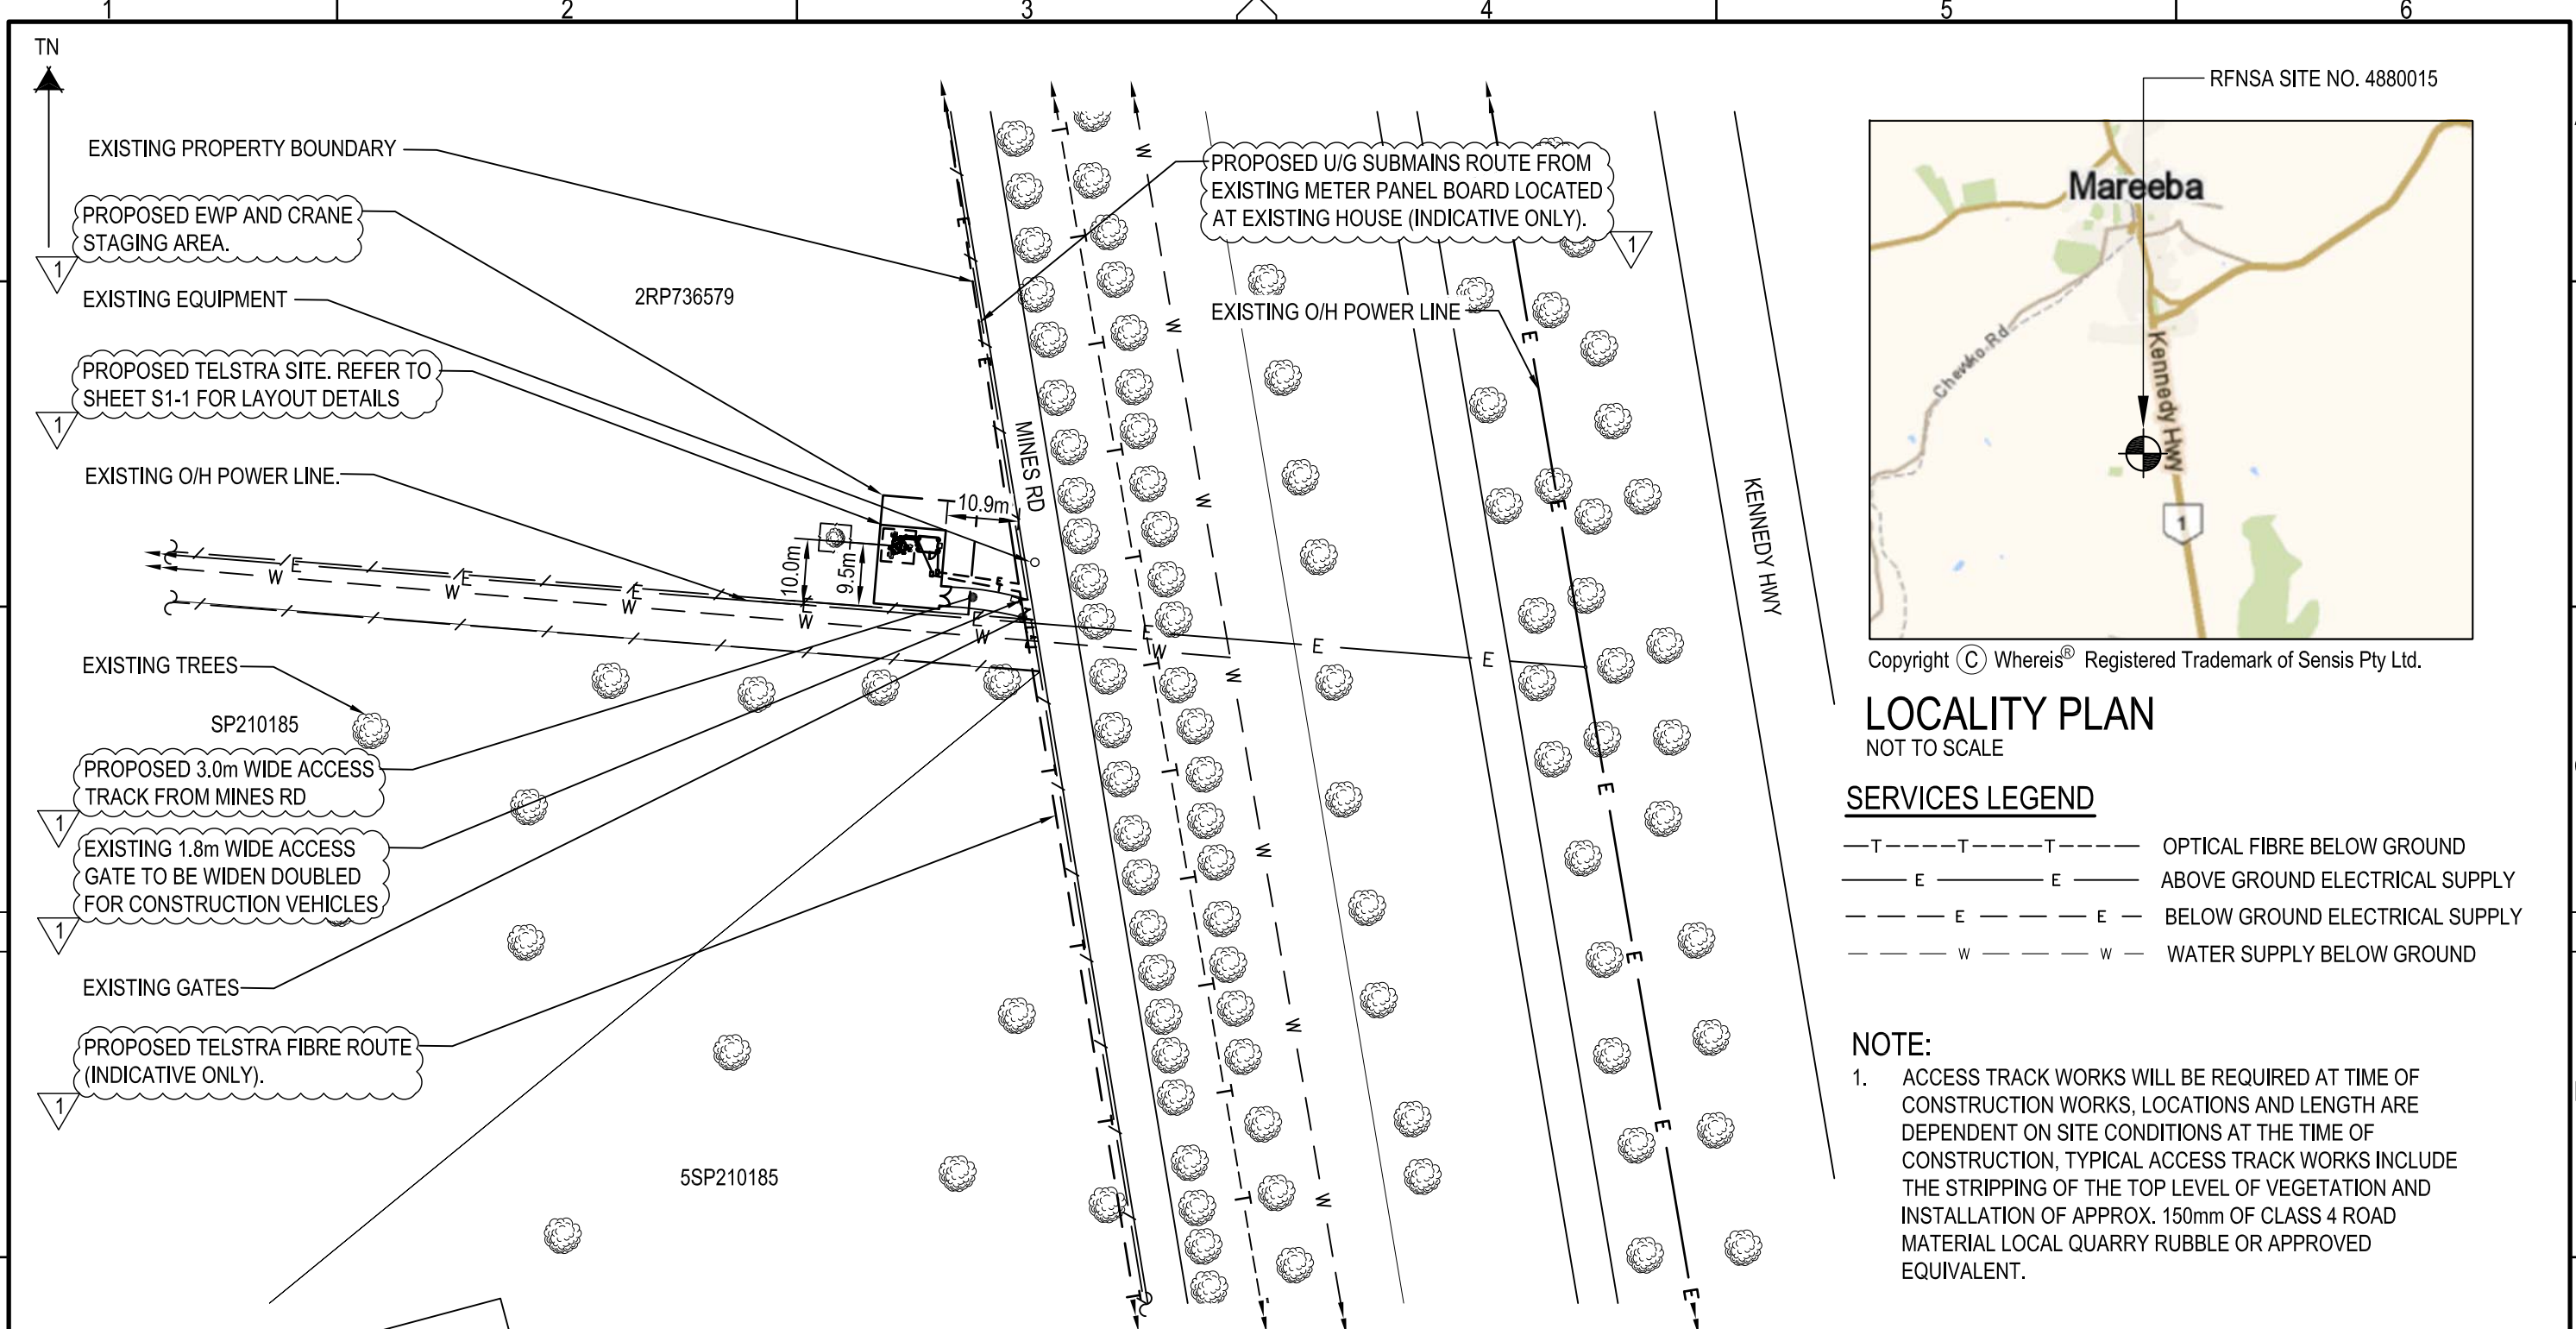 1
2
3
4
5
6
TN
EXISTING PROPERTY BOUNDARY
PROPOSED EWP AND CRANE
STAGING AREA.
1
EXISTING EQUIPMENT
PROPOSED TELSTRA SITE. REFER TO
SHEET S1-1 FOR LAYOUT DETAILS
1
EXISTING O/H POWER LINE.
EXISTING TREES
SP210185
PROPOSED 3.0m WIDE ACCESS
TRACK FROM MINES RD
1
EXISTING 1.8m WIDE ACCESS
GATE TO BE WIDEN DOUBLED
FOR CONSTRUCTION VEHICLES
1
EXISTING GATES
PROPOSED TELSTRA FIBRE ROUTE
(INDICATIVE ONLY).
1
2RP736579
10.9m
10.0m
9.5m
5SP210185
MINES RD
PROPOSED U/G SUBMAINS ROUTE FROM
EXISTING METER PANEL BOARD LOCATED
AT EXISTING HOUSE (INDICATIVE ONLY).
1
EXISTING O/H POWER LINE
KENNEDY HWY
RFNSA SITE NO. 4880015
Mareeba
Chewko Rd
Kennedy Hwy
1
Copyright © Whereis® Registered Trademark of Sensis Pty Ltd.
LOCALITY PLAN
NOT TO SCALE
SERVICES LEGEND
T T T OPTICAL FIBRE BELOW GROUND
E E ABOVE GROUND ELECTRICAL SUPPLY
E E BELOW GROUND ELECTRICAL SUPPLY
W W WATER SUPPLY BELOW GROUND
NOTE:
1. ACCESS TRACK WORKS WILL BE REQUIRED AT TIME OF
CONSTRUCTION WORKS, LOCATIONS AND LENGTH ARE
DEPENDENT ON SITE CONDITIONS AT THE TIME OF
CONSTRUCTION, TYPICAL ACCESS TRACK WORKS INCLUDE
THE STRIPPING OF THE TOP LEVEL OF VEGETATION AND
INSTALLATION OF APPROX. 150mm OF CLASS 4 ROAD
MATERIAL LOCAL QUARRY RUBBLE OR APPROVED
EQUIVALENT.